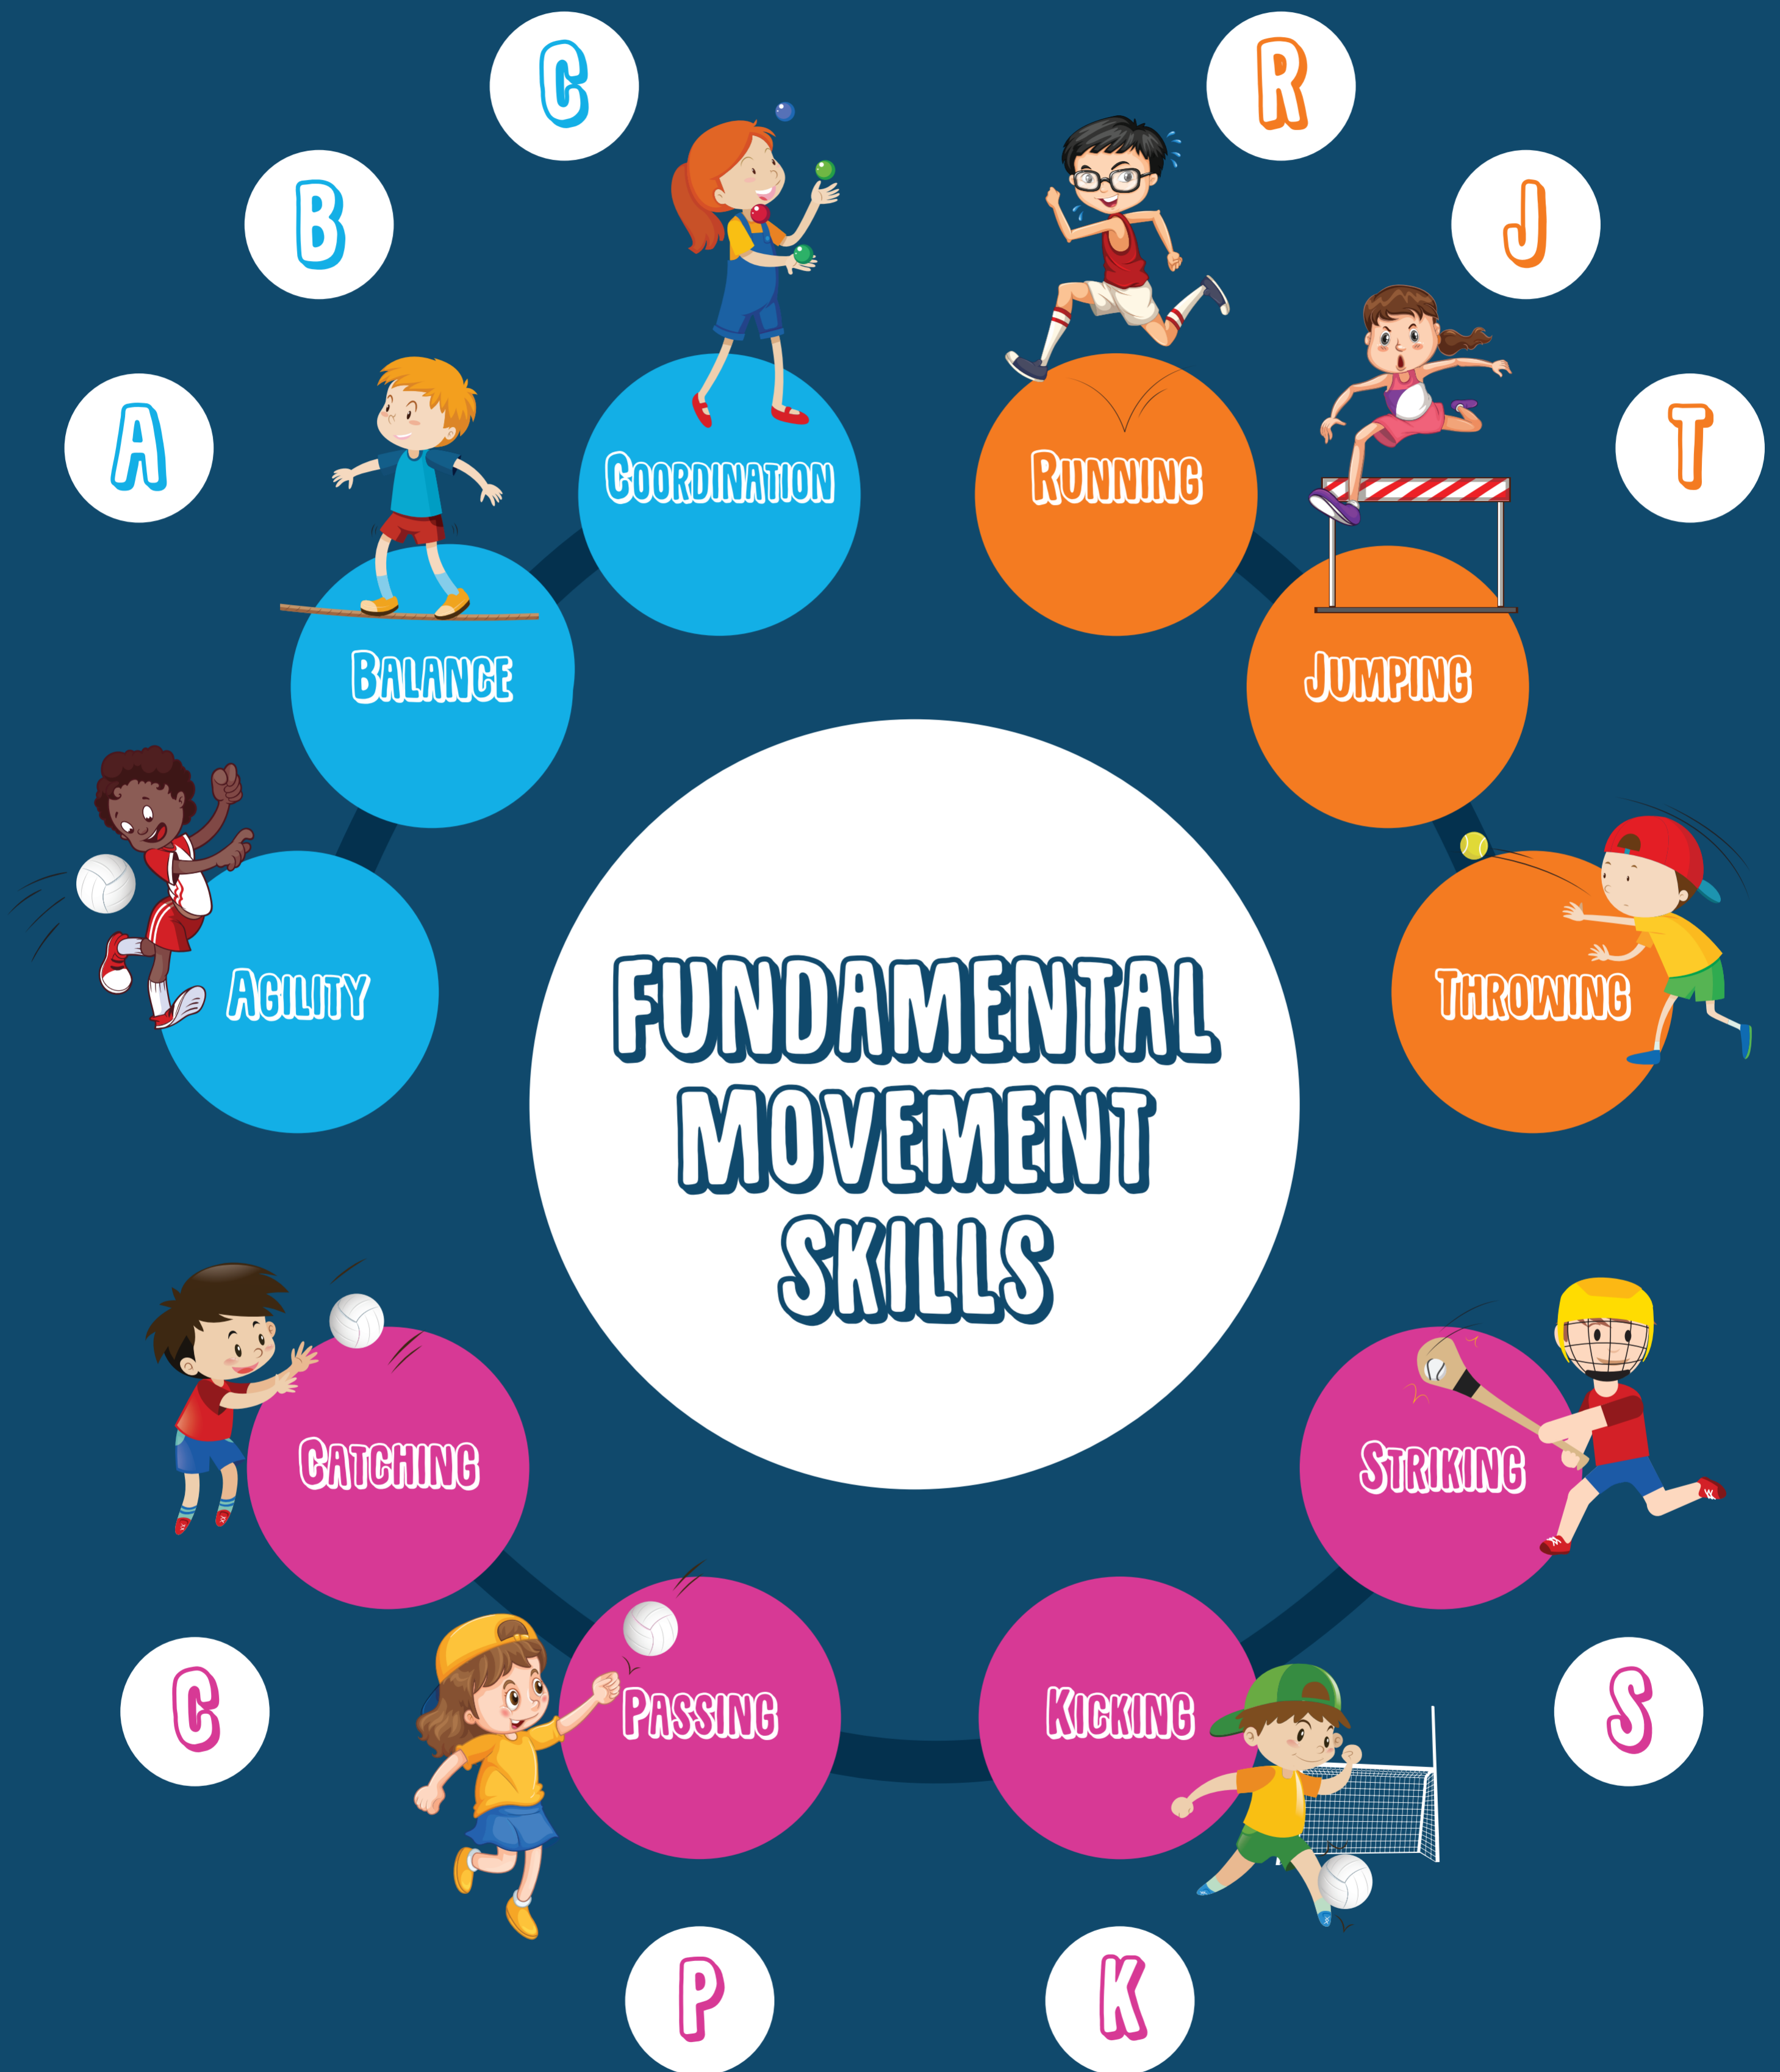 C
R
B
J
A
T
Coordination
Running
Balance
Jumping
Agility
Throwing
FUNDAMENTAL
MOVEMENT
SKILLS
Catching
Striking
Passing
Kicking
C
S
P
K